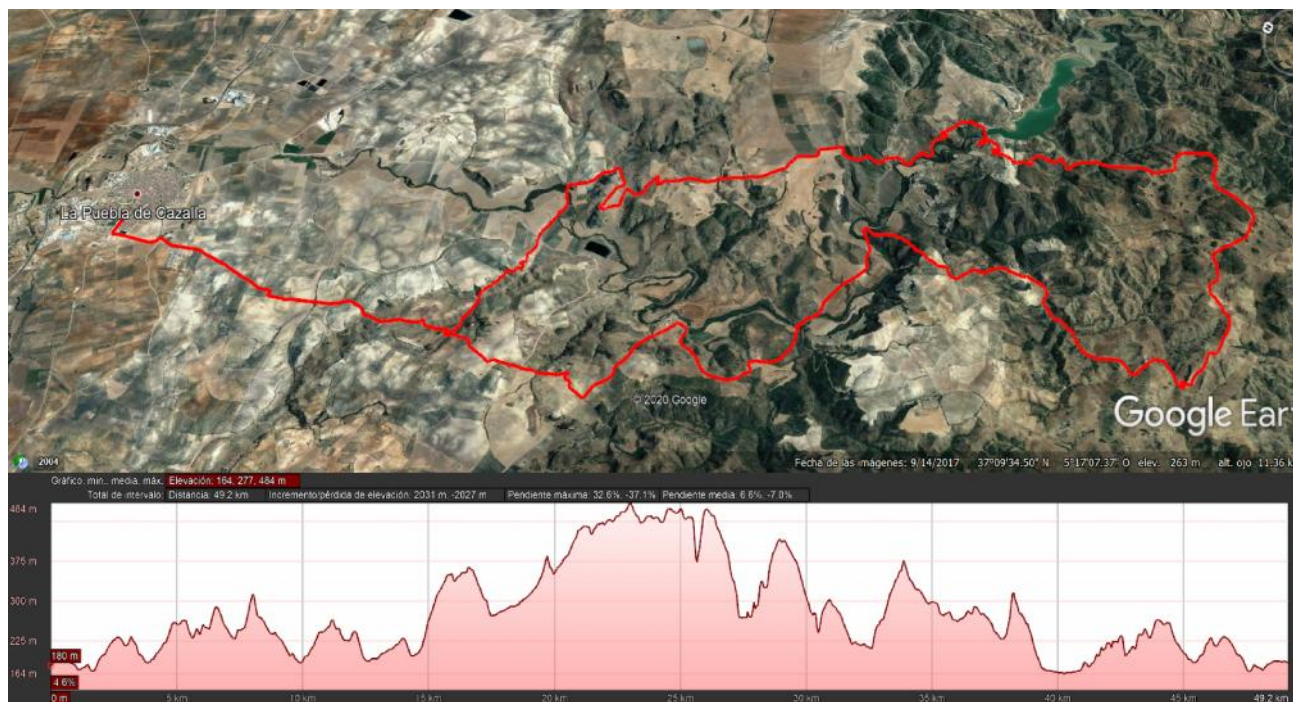 La Puebla de Cazalla
© 2020 Google
Google Ear
2004
Fecha de las imágenes: 9/14/2017 37°09'34.50" N 5°17'07.37" O elev. 263 m alt. ojo 11.36 k
Gráfico: mín., media, máx. Elevación: 164, 277, 484 m
Total de intervalo: Distancia: 49.2 km Incremento/pérdida de elevación: 2031 m, -2027 m Pendiente máxima: 32.6%, -37.1% Pendiente media: 6.6%, -7.0%
484 m
375 m
300 m
225 m
180 m
164 m
4.6%
0 m 5 km 10 km 15 km 20 km 25 km 30 km 35 km 40 km 45 km 49.2 km